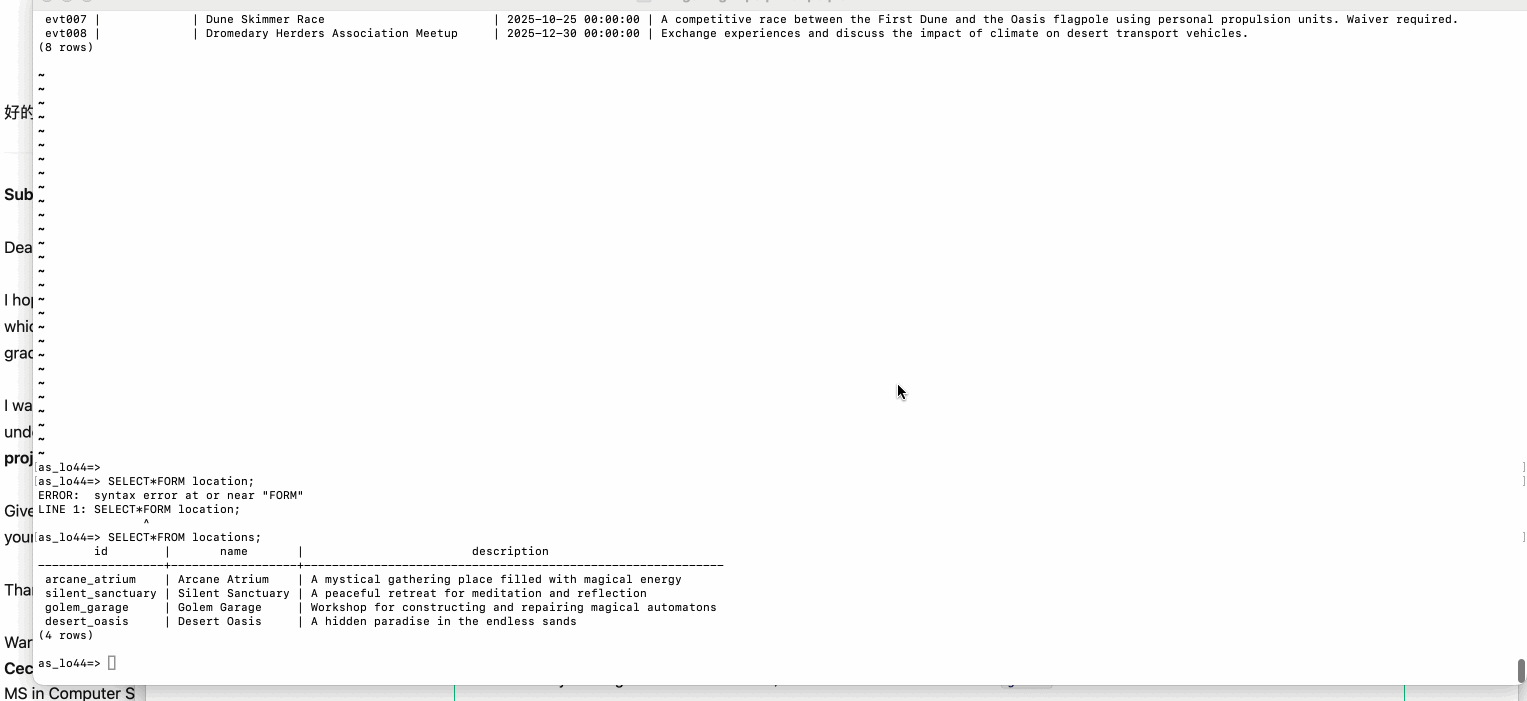 evt007 | | Dune Skimmer Race | 2025-10-25 00:00:00 | A competitive race between the First Dune and the Oasis flagpole using personal propulsion units. Waiver required.
evt008 | | Dromedary Herders Association Meetup | 2025-12-30 00:00:00 | Exchange experiences and discuss the impact of climate on desert transport vehicles.
(8 rows)
~
~
~
好的
~
~
~
~
~
~
Sub
~
~
~
~
Dea
~
~
~
~
I hop
~
~
whic
~
~
grad
~
~
~
~
I wa
~
~
unde
~
~
proj
[as_lo44=> ]
[as_lo44=> SELECT*FORM location; ]
ERROR:  syntax error at or near "FORM"
LINE 1: SELECT*FORM location;
Give
^
your
[as_lo44=> SELECT*FROM locations; ]
id | name | description
------------------+------------------+------------------------------------------------------------
arcane_atrium | Arcane Atrium | A mystical gathering place filled with magical energy
Than
silent_sanctuary | Silent Sanctuary | A peaceful retreat for meditation and reflection
golem_garage | Golem Garage | Workshop for constructing and repairing magical automatons
desert_oasis | Desert Oasis | A hidden paradise in the endless sands
(4 rows)
War
as_lo44=>
Cec
MS in Computer S